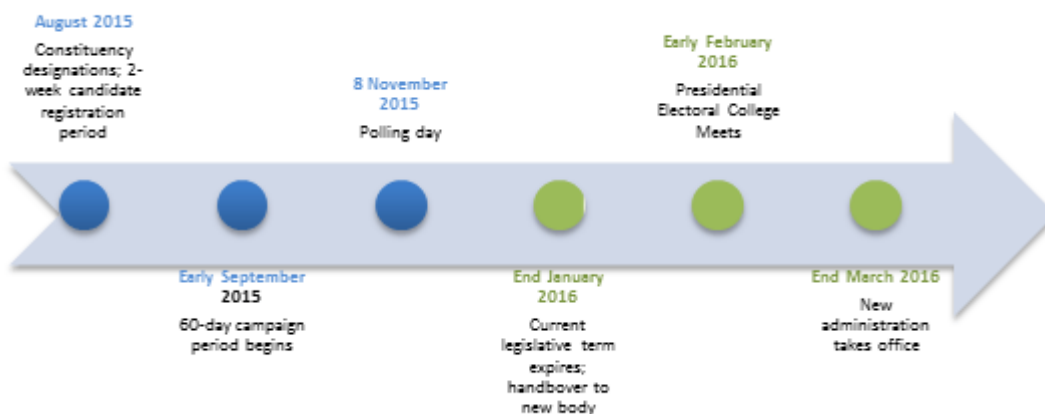 August 2015
Constituency
designations; 2-
week candidate
registration
period
Early September
2015
60-day campaign
period begins
8 November
2015
Polling day
End January
2016
Current
legislative term
expires;
handbover to
new body
Early February
2016
Presidential
Electoral College
Meets
End March 2016
New
administration
takes office